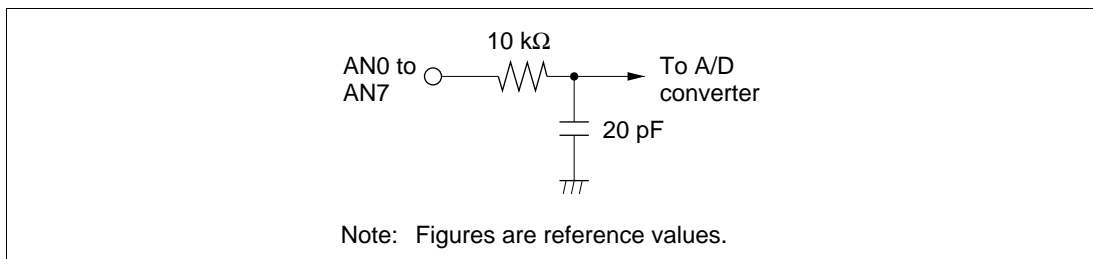 10 kΩ
AN0 to
AN7
To A/D
converter
20 pF
Note: Figures are reference values.